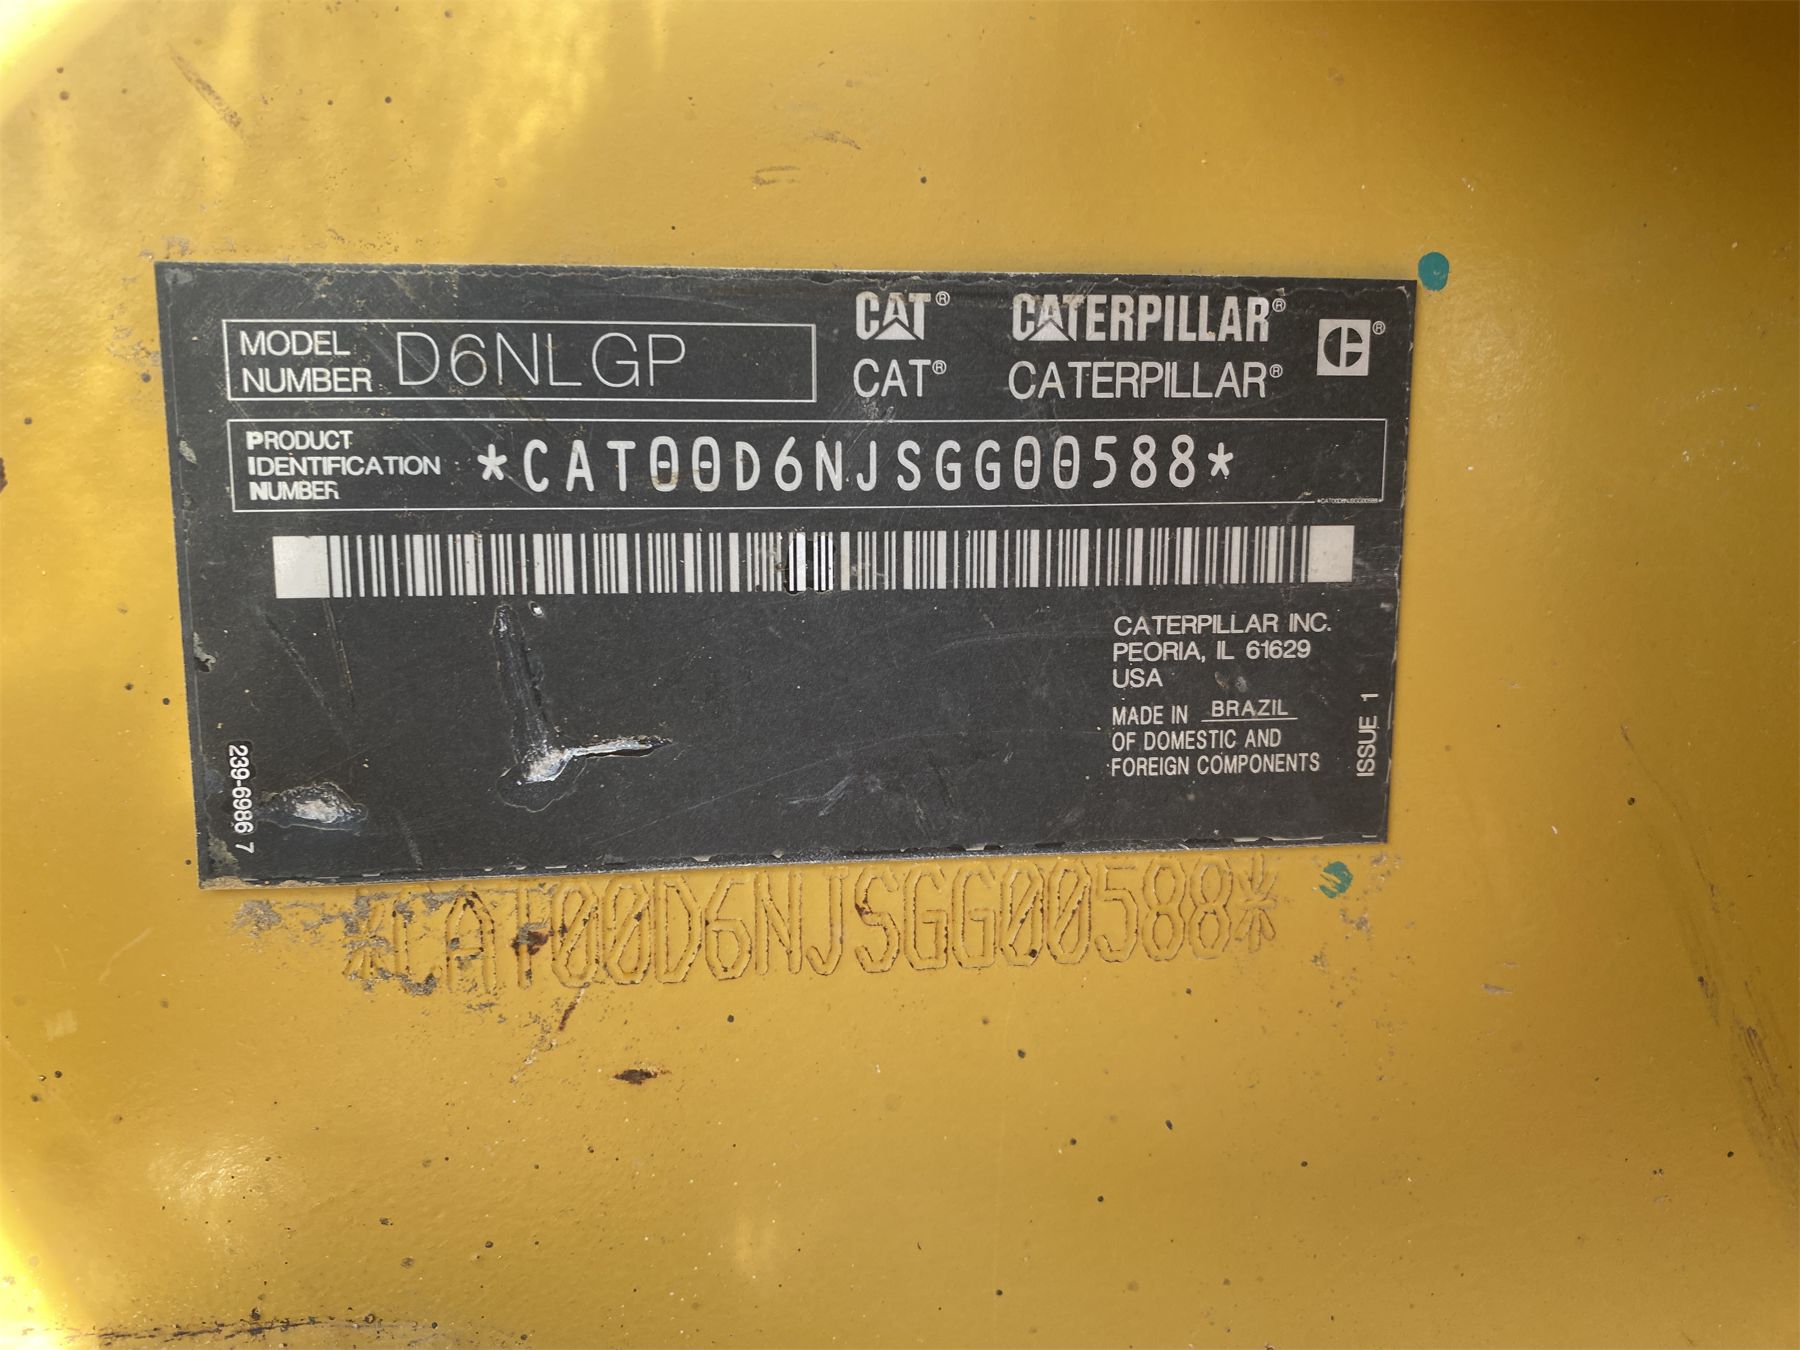 MODEL NUMBER D6NLGP
CAT® CATERPILLAR®
CAT® CATERPILLAR®
PRODUCT
IDENTIFICATION
NUMBER
*CAT00D6NJSGG00588*
*CAT00D6NJSGG00588*
CATERPILLAR INC.
PEORIA, IL 61629
USA
MADE IN BRAZIL
OF DOMESTIC AND
FOREIGN COMPONENTS
ISSUE 1
239-6986 7
*CAT00D6NJSGG00588*